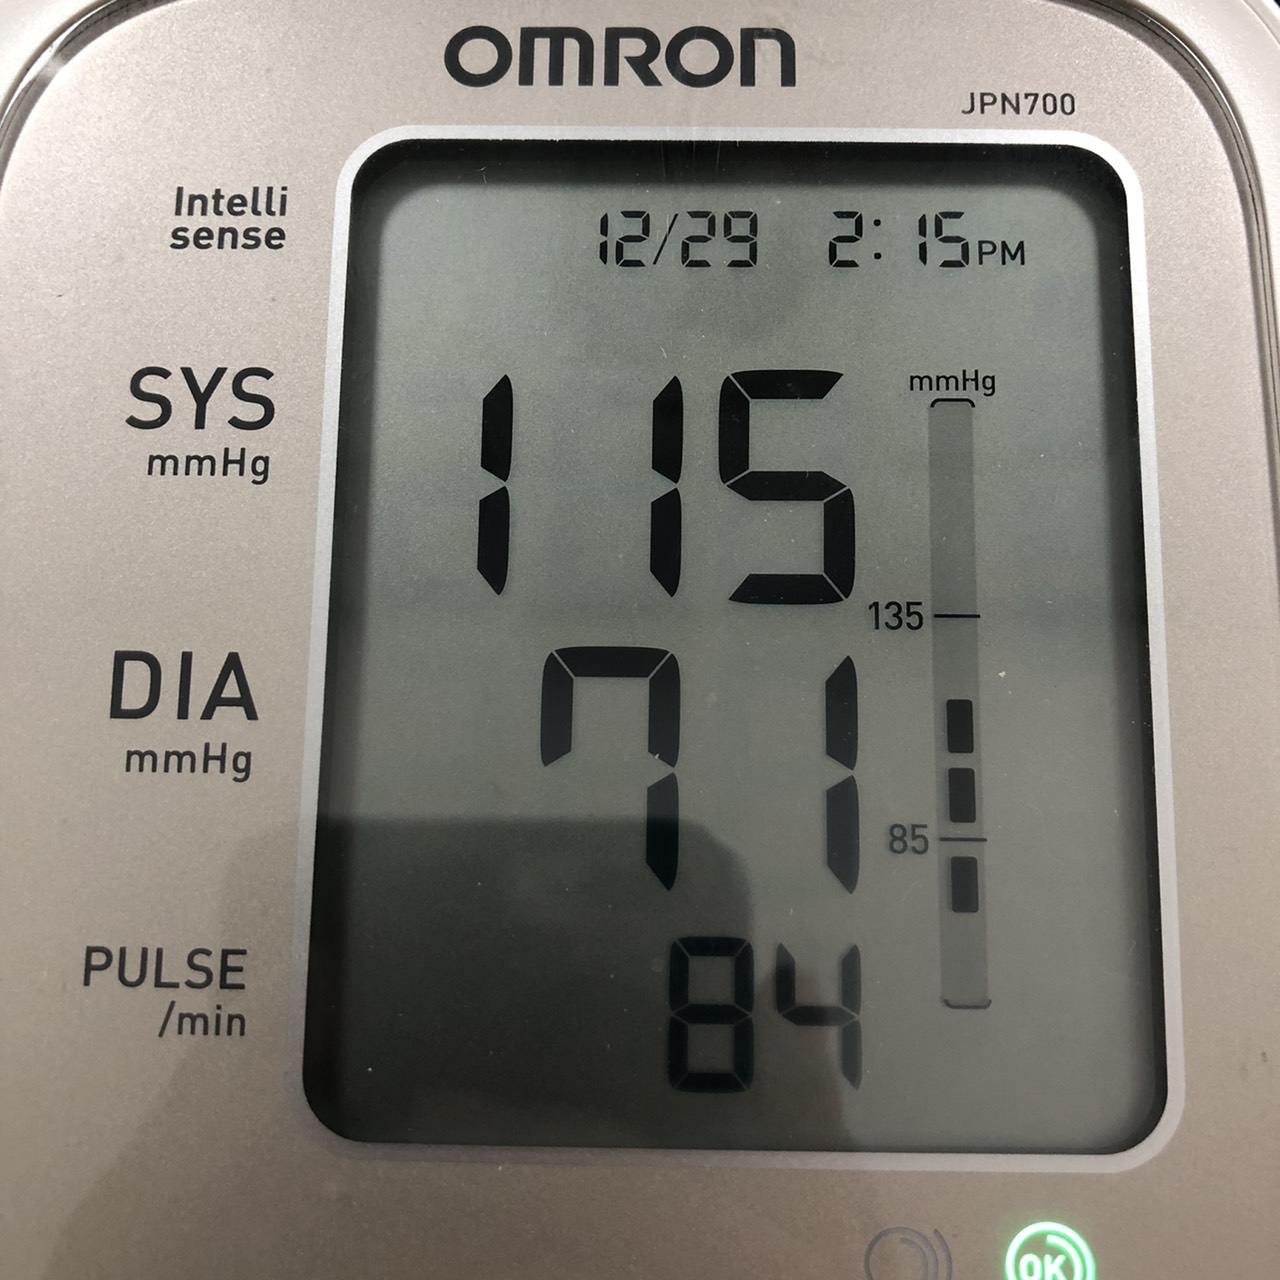 OMRON
JPN700
Intelli
sense
12/29 2:15PM
SYS
mmHg
115
mmHg
135
DIA
mmHg
71
85
PULSE
/min
84
OK